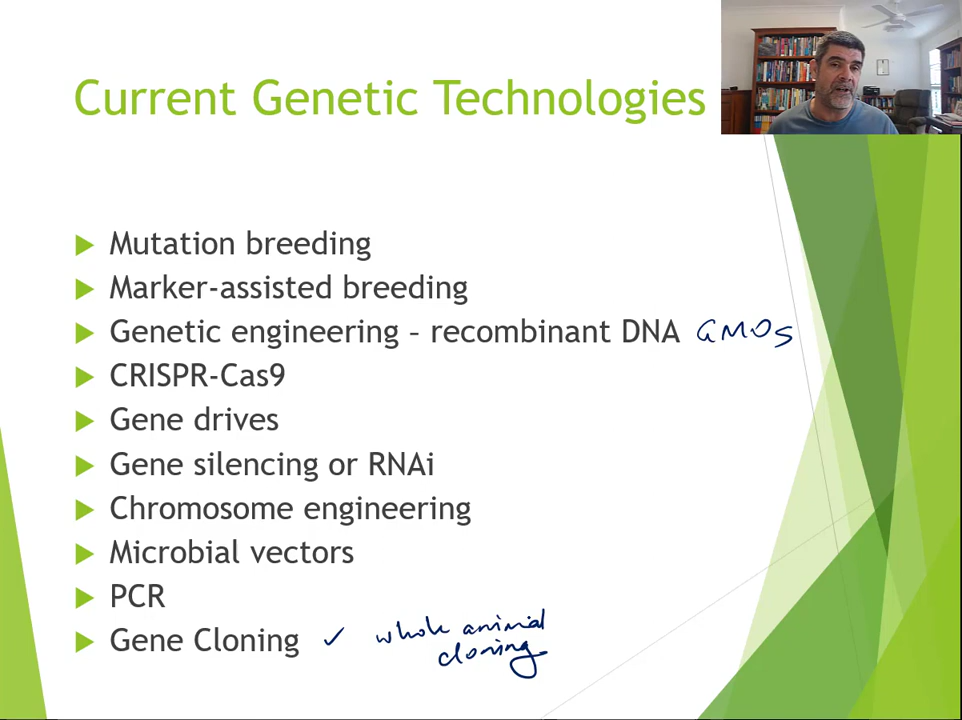 Current Genetic Technologies
Mutation breeding
Marker-assisted breeding
Genetic engineering – recombinant DNA GMOs
CRISPR-Cas9
Gene drives
Gene silencing or RNAi
Chromosome engineering
Microbial vectors
PCR
Gene Cloning ✓ whole animal
cloning